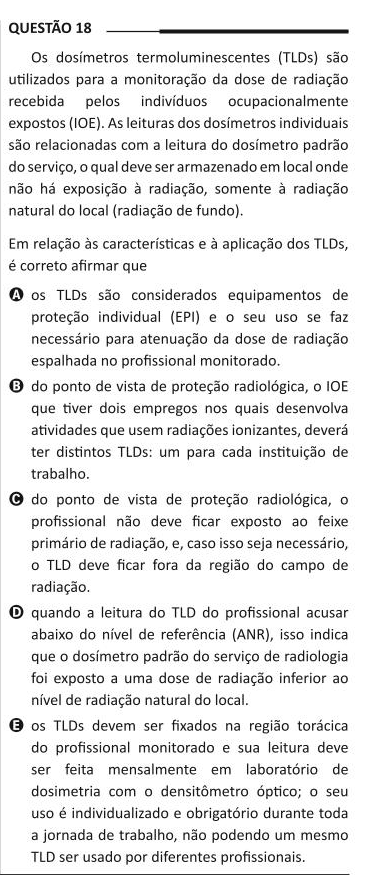 QUESTÃO 18
Os dosímetros termoluminescentes (TLDs) são
utilizados para a monitoração da dose de radiação
recebida pelos indivíduos ocupacionalmente
expostos (IOE). As leituras dos dosímetros individuais
são relacionadas com a leitura do dosímetro padrão
do serviço, o qual deve ser armazenado em local onde
não há exposição à radiação, somente à radiação
natural do local (radiação de fundo).
Em relação às características e à aplicação dos TLDs,
é correto afirmar que
A os TLDs são considerados equipamentos de
proteção individual (EPI) e o seu uso se faz
necessário para atenuação da dose de radiação
espalhada no profissional monitorado.
B do ponto de vista de proteção radiológica, o IOE
que tiver dois empregos nos quais desenvolva
atividades que usem radiações ionizantes, deverá
ter distintos TLDs: um para cada instituição de
trabalho.
C do ponto de vista de proteção radiológica, o
profissional não deve ficar exposto ao feixe
primário de radiação, e, caso isso seja necessário,
o TLD deve ficar fora da região do campo de
radiação.
D quando a leitura do TLD do profissional acusar
abaixo do nível de referência (ANR), isso indica
que o dosímetro padrão do serviço de radiologia
foi exposto a uma dose de radiação inferior ao
nível de radiação natural do local.
E os TLDs devem ser fixados na região torácica
do profissional monitorado e sua leitura deve
ser feita mensalmente em laboratório de
dosimetria com o densitômetro óptico; o seu
uso é individualizado e obrigatório durante toda
a jornada de trabalho, não podendo um mesmo
TLD ser usado por diferentes profissionais.